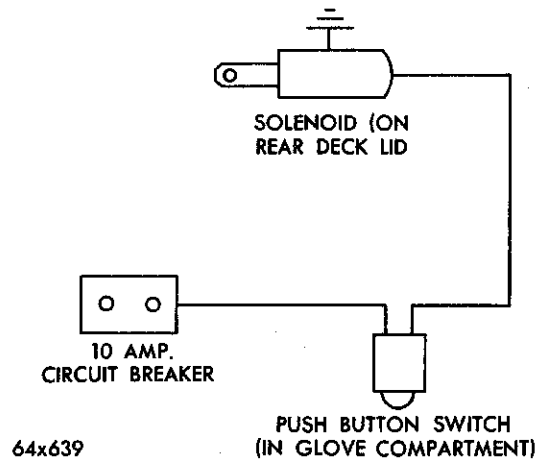 SOLENOID (ON
REAR DECK LID
10 AMP.
CIRCUIT BREAKER
PUSH BUTTON SWITCH
(IN GLOVE COMPARTMENT)
64x639